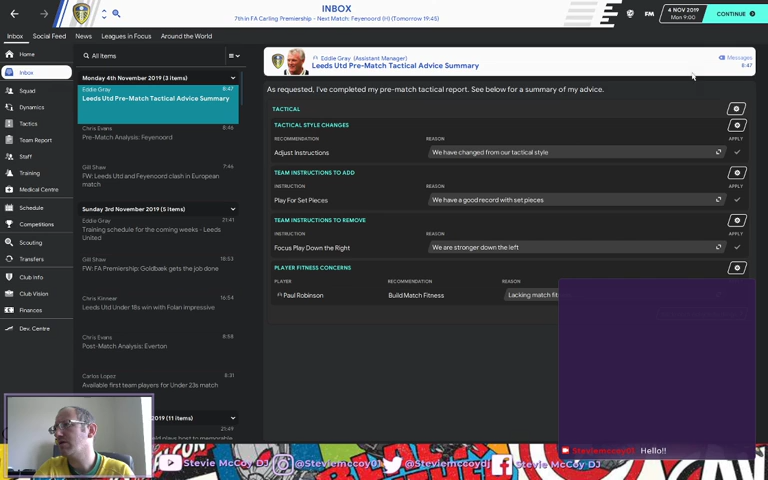 INBOX
7th in FA Carling Premiership - Next Match: Feyenoord (H) (Tomorrow 19:45)
FM
4 NOV 2019
Mon 9:00
CONTINUE
Inbox Social Feed News Leagues in Focus Around the World
Home
Inbox
Squad
Dynamics
Tactics
Team Report
Staff
Training
Medical Centre
Schedule
Competitions
Scouting
Transfers
Club Info
Club Vision
Finances
Dev. Centre
All Items
Monday 4th November 2019 (3 items)
Eddie Gray 8:47
Leeds Utd Pre-Match Tactical Advice Summary
Chris Evans 8:46
Pre-Match Analysis: Feyenoord
Gill Shaw 7:46
FW: Leeds Utd and Feyenoord clash in European
match
Sunday 3rd November 2019 (5 items)
Eddie Gray 21:41
Training schedule for the coming weeks - Leeds
United
Gill Shaw 18:53
FW: FA Premiership: Goldbæk gets the job done
Chris Kinnear 16:54
Leeds Utd Under 18s win with Folan impressive
Chris Evans 8:58
Post-Match Analysis: Everton
Carlos Lopez 8:31
Available first team players for Under 23s match
2019 (11 items)
21:49
Eddie Gray (Assistant Manager)
Leeds Utd Pre-Match Tactical Advice Summary
Messages
8:47
As requested, I've completed my pre-match tactical report. See below for a summary of my advice.
TACTICAL
TACTICAL STYLE CHANGES
RECOMMENDATION REASON APPLY
Adjust Instructions We have changed from our tactical style
TEAM INSTRUCTIONS TO ADD
INSTRUCTION REASON APPLY
Play For Set Pieces We have a good record with set pieces
TEAM INSTRUCTIONS TO REMOVE
INSTRUCTION REASON APPLY
Focus Play Down the Right We are stronger down the left
PLAYER FITNESS CONCERNS
PLAYER RECOMMENDATION REASON
Paul Robinson Build Match Fitness Lacking match fit
Steviemccoy01 Hello!!
Stevie McCoy DJ @Steviemccoy01 @Steviemccoydj Stevie McCoy DJ